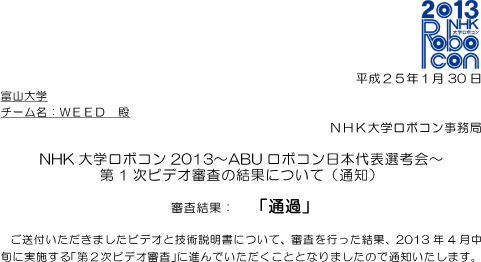 2013
NHK
大学ロボコン
Robo
con
平成25年1月30日
富山大学
チーム名：WEED　殿
NHK大学ロボコン事務局
NHK 大学ロボコン 2013～ABU ロボコン日本代表選考会～
第 1 次ビデオ審査の結果について（通知）
審査結果：　「通過」
ご送付いただきましたビデオと技術説明書について、審査を行った結果、2013 年 4 月中
旬に実施する「第2次ビデオ審査」に進んでいただくこととなりましたので通知いたします。